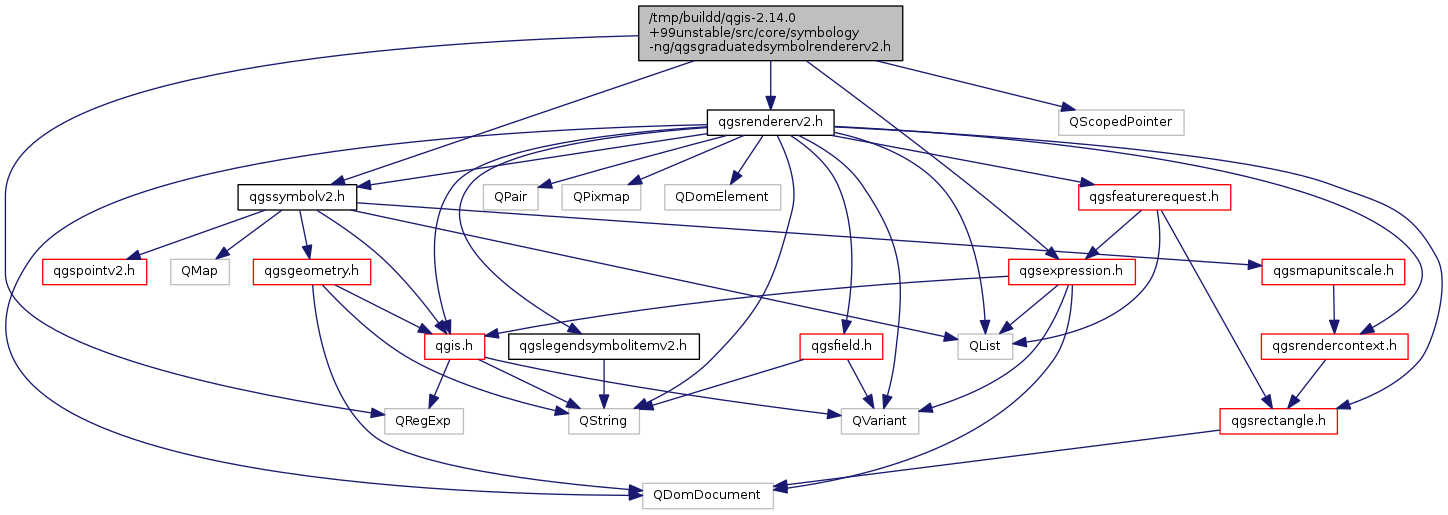 /tmp/buildd/qgis-2.14.0
+99unstable/src/core/symbology
-ng/qgsgraduatedsymbolrendererv2.h
qgsrendererv2.h
QScopedPointer
qgssymbolv2.h
QPair
QPixmap
QDomElement
qgsfeaturerequest.h
qgspointv2.h
QMap
qgsgeometry.h
qgsexpression.h
qgsmapunitscale.h
qgis.h
qgslegendsymbolitemv2.h
qgsfield.h
QList
qgsrendercontext.h
QRegExp
QString
QVariant
qgsrectangle.h
QDomDocument